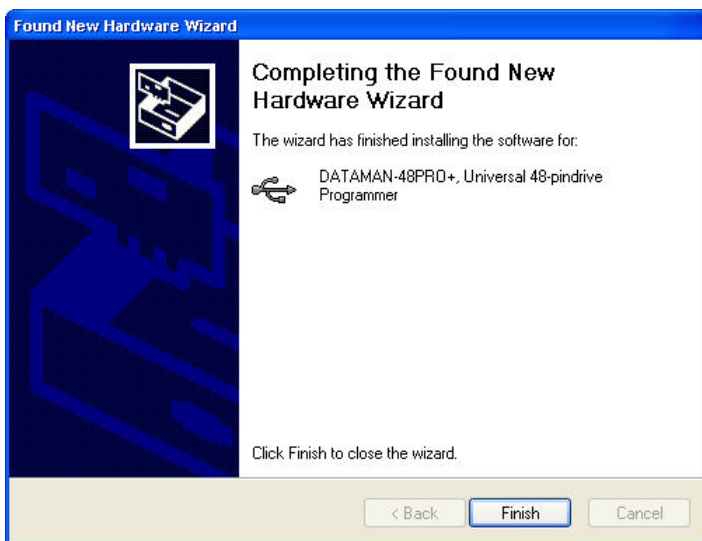 Found New Hardware Wizard
Completing the Found New
Hardware Wizard
The wizard has finished installing the software for:
DATAMAN-48PRO+, Universal 48-pindrive
Programmer
Click Finish to close the wizard.
< Back
Finish
Cancel